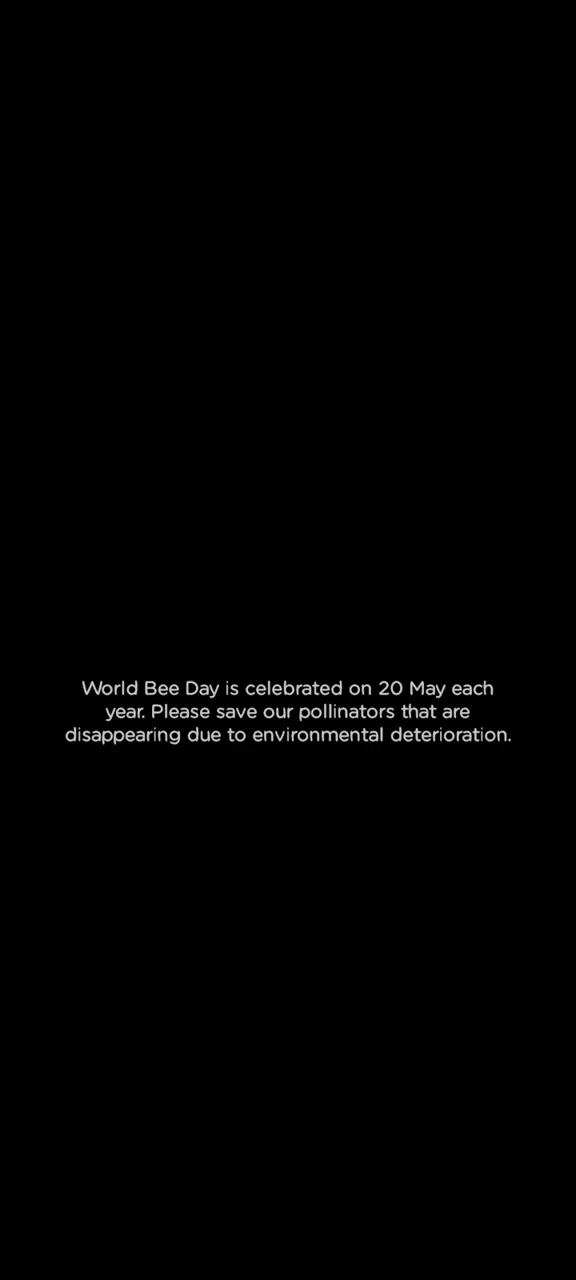 World Bee Day is celebrated on 20 May each
year. Please save our pollinators that are
disappearing due to environmental deterioration.